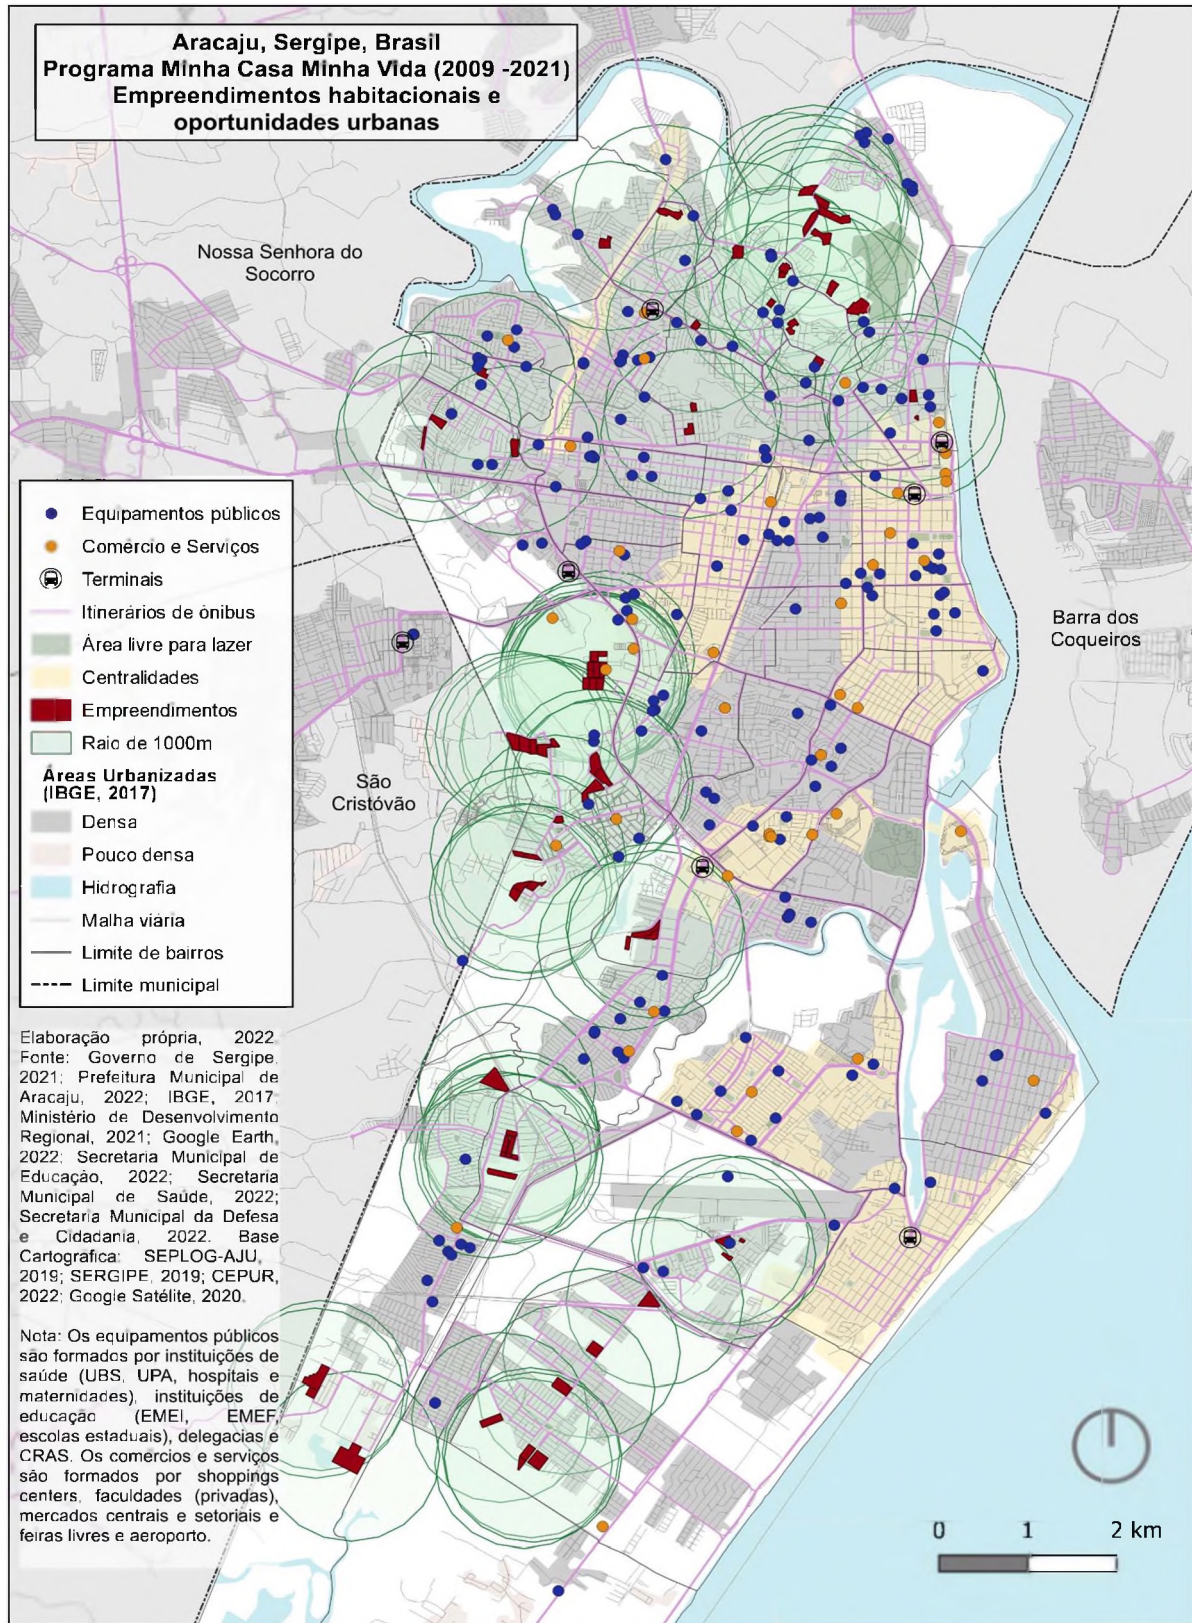 Aracaju, Sergipe, Brasil
Programa Minha Casa Minha Vida (2009 -2021)
Empreendimentos habitacionais e
oportunidades urbanas
Nossa Senhora do
Socorro
Barra dos
Coqueiros
São
Cristóvão
Equipamentos públicos
Comércio e Serviços
Terminais
Itinerários de ônibus
Área livre para lazer
Centralidades
Empreendimentos
Raio de 1000m
Áreas Urbanizadas
(IBGE, 2017)
Densa
Pouco densa
Hidrografia
Malha viária
Limite de bairros
Limite municipal
Elaboração própria, 2022.
Fonte: Governo de Sergipe,
2021; Prefeitura Municipal de
Aracaju, 2022; IBGE, 2017;
Ministério de Desenvolvimento
Regional, 2021; Google Earth,
2022; Secretaria Municipal de
Educação, 2022; Secretaria
Municipal de Saúde, 2022;
Secretaria Municipal da Defesa
e Cidadania, 2022. Base
Cartográfica: SEPLOG-AJU,
2019; SERGIPE, 2019; CEPUR,
2022; Google Satélite, 2020.
Nota: Os equipamentos públicos
são formados por instituições de
saúde (UBS, UPA, hospitais e
maternidades), instituições de
educação (EMEI, EMEF,
escolas estaduais), delegacias e
CRAS. Os comercios e serviços
são formados por shoppings
centers, faculdades (privadas),
mercados centrais e setoriais e
feiras livres e aeroporto.
0 1 2 km